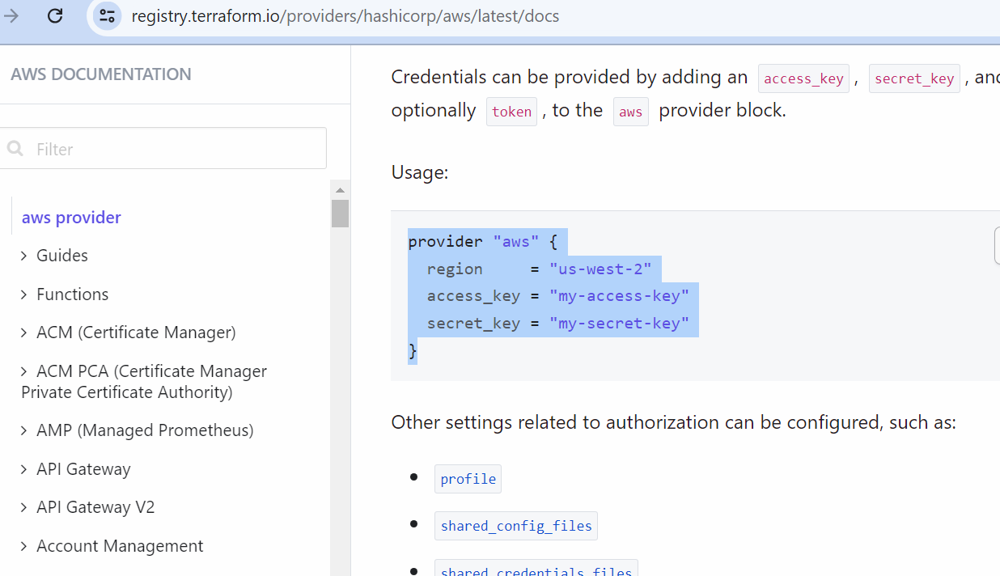 registry.terraform.io/providers/hashicorp/aws/latest/docs
AWS DOCUMENTATION
Filter
aws provider
Guides
Functions
ACM (Certificate Manager)
ACM PCA (Certificate Manager
Private Certificate Authority)
AMP (Managed Prometheus)
API Gateway
API Gateway V2
Account Management
Credentials can be provided by adding an access_key , secret_key , and
optionally token , to the aws provider block.
Usage:
provider "aws" {
  region     = "us-west-2"
  access_key = "my-access-key"
  secret_key = "my-secret-key"
}
Other settings related to authorization can be configured, such as:
• profile
• shared_config_files
• shared_credentials_files